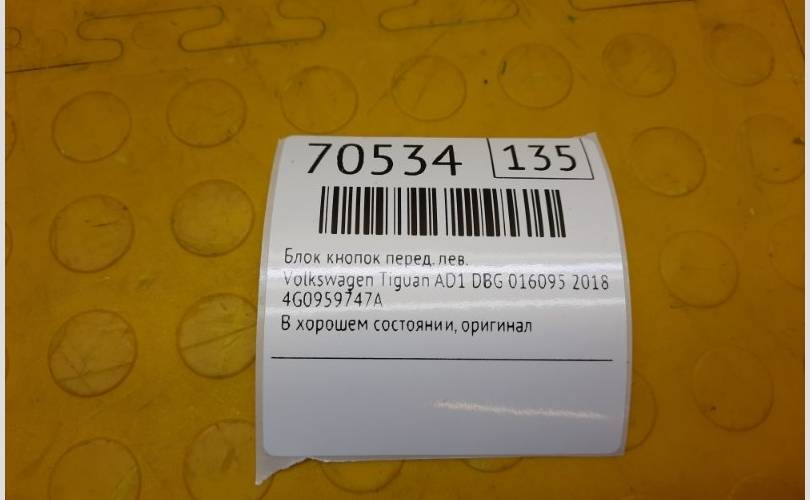 70534 135
Блок кнопок перед. лев.
Volkswagen Tiguan AD1 DBG 016095 2018
4G0959747A
В хорошем состоянии, оригинал